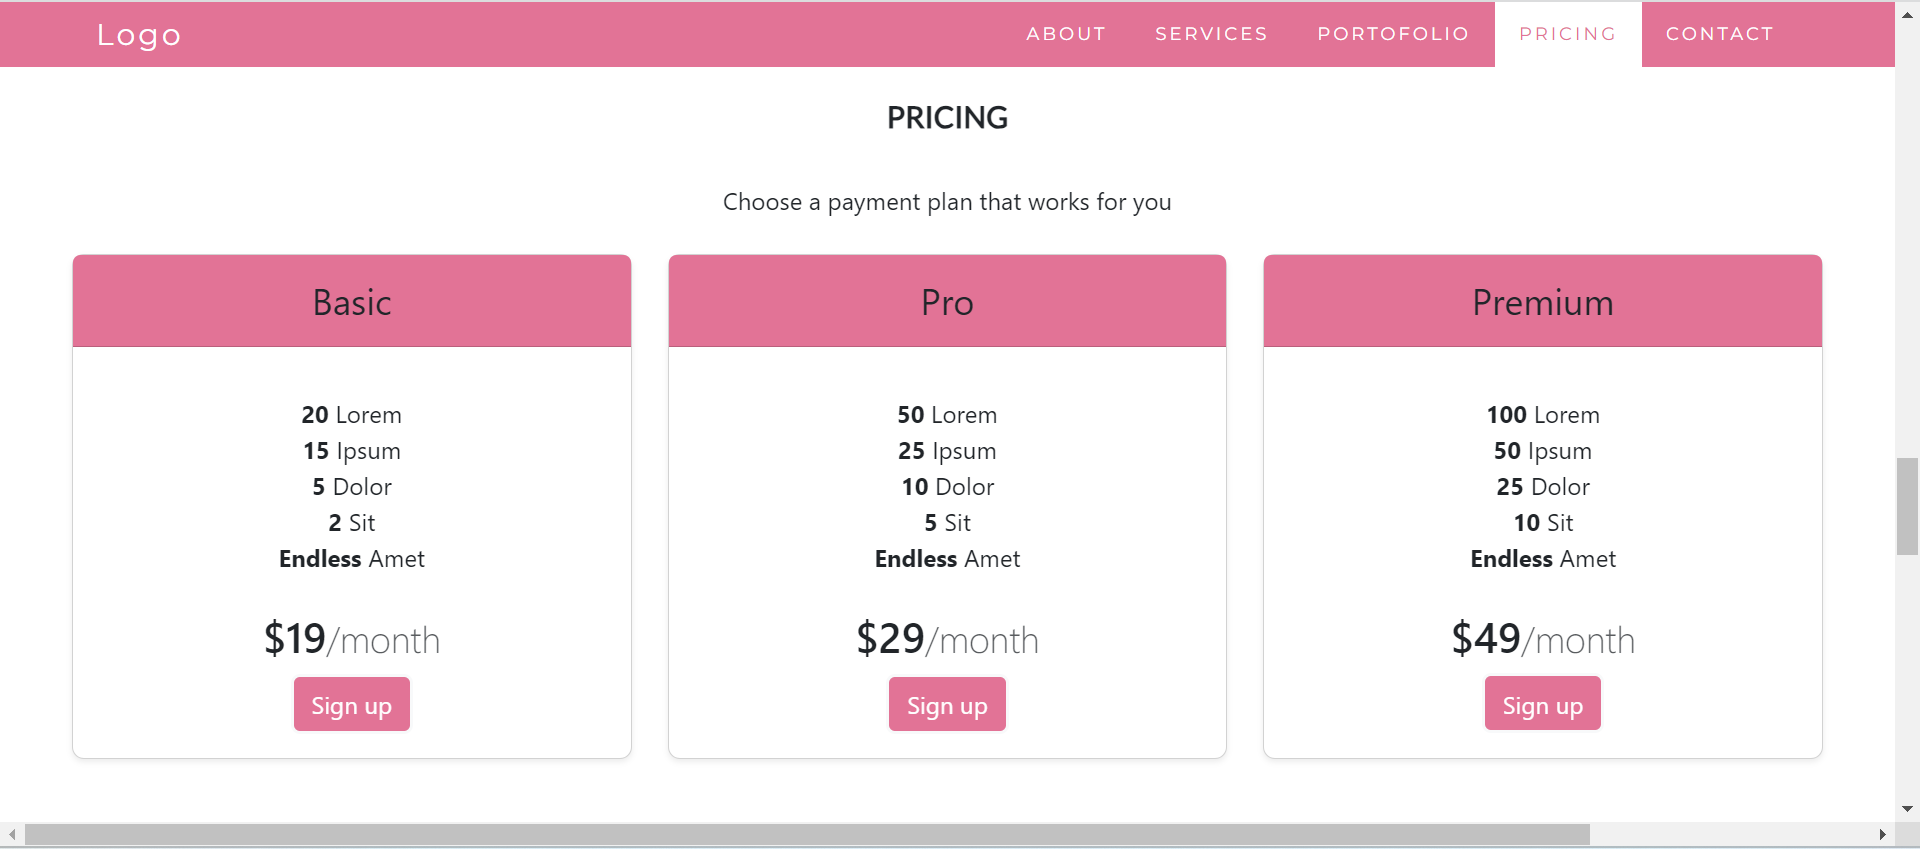 Logo
ABOUT SERVICES PORTOFOLIO PRICING CONTACT
PRICING
Choose a payment plan that works for you
Basic
20 Lorem
15 Ipsum
5 Dolor
2 Sit
Endless Amet
$19/month
Sign up
Pro
50 Lorem
25 Ipsum
10 Dolor
5 Sit
Endless Amet
$29/month
Sign up
Premium
100 Lorem
50 Ipsum
25 Dolor
10 Sit
Endless Amet
$49/month
Sign up